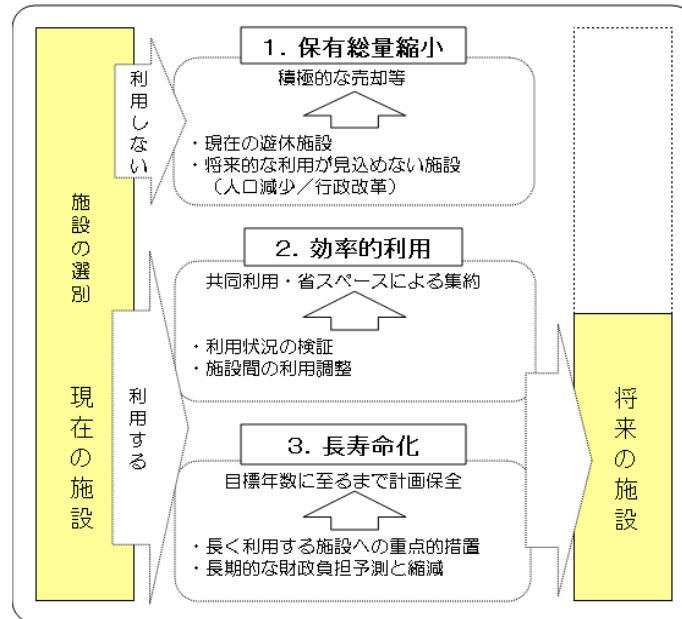 施設の選別
現在の施設
利用しない
利用する
1. 保有総量縮小
積極的な売却等
・現在の遊休施設
・将来的な利用が見込めない施設
（人口減少／行政改革）
2. 効率的利用
共同利用・省スペースによる集約
・利用状況の検証
・施設間の利用調整
3. 長寿命化
目標年数に至るまで計画保全
・長く利用する施設への重点的措置
・長期的な財政負担予測と縮減
将来の施設